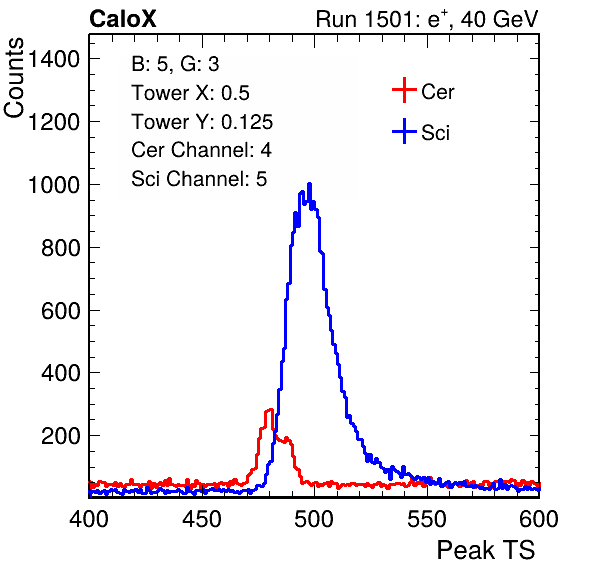 CaloX Run 1501: e⁺, 40 GeV
Counts
B: 5, G: 3
Tower X: 0.5
Tower Y: 0.125
Cer Channel: 4
Sci Channel: 5
Cer
Sci
1400
1200
1000
800
600
400
200
400 450 500 550 600
Peak TS